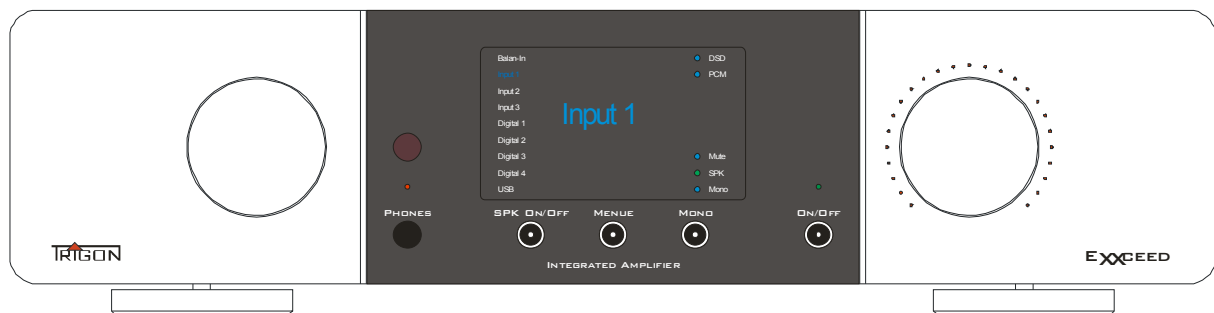 Balan-In
DSD
Input 1
PCM
Input 2
Input 3
Input 1
Digital 1
Digital 2
Digital 3
Mute
Digital 4
SPK
USB
Mono
PHONES
SPK ON/OFF
MENUE
MONO
ON/OFF
TRIGON
EXXCEED
INTEGRATED AMPLIFIER